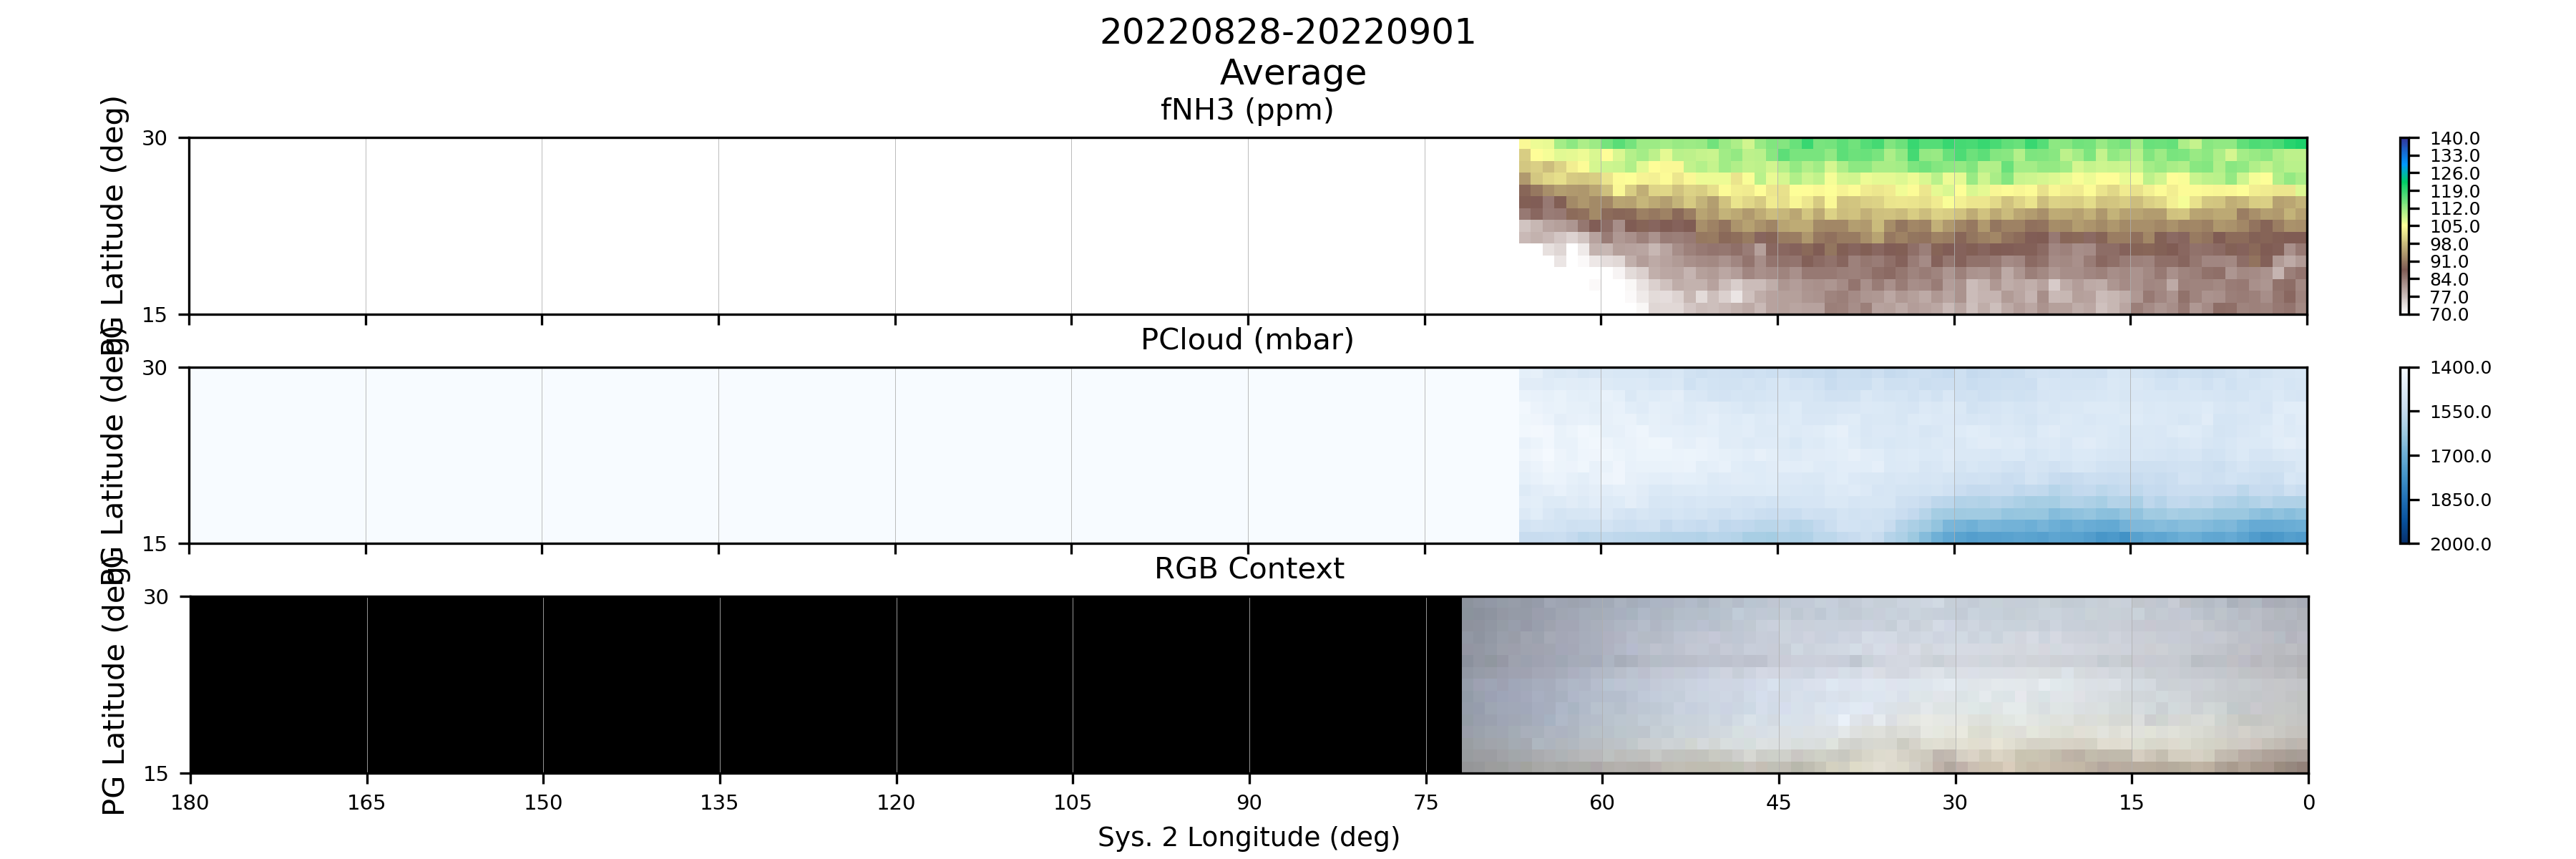 20220828-20220901
Average
fNH3 (ppm)
PG Latitude (deg)
30
15
140.0
133.0
126.0
119.0
112.0
105.0
98.0
91.0
84.0
77.0
70.0
PCloud (mbar)
PG Latitude (deg)
30
15
1400.0
1550.0
1700.0
1850.0
2000.0
RGB Context
PG Latitude (deg)
30
15
180 165 150 135 120 105 90 75 60 45 30 15 0
Sys. 2 Longitude (deg)